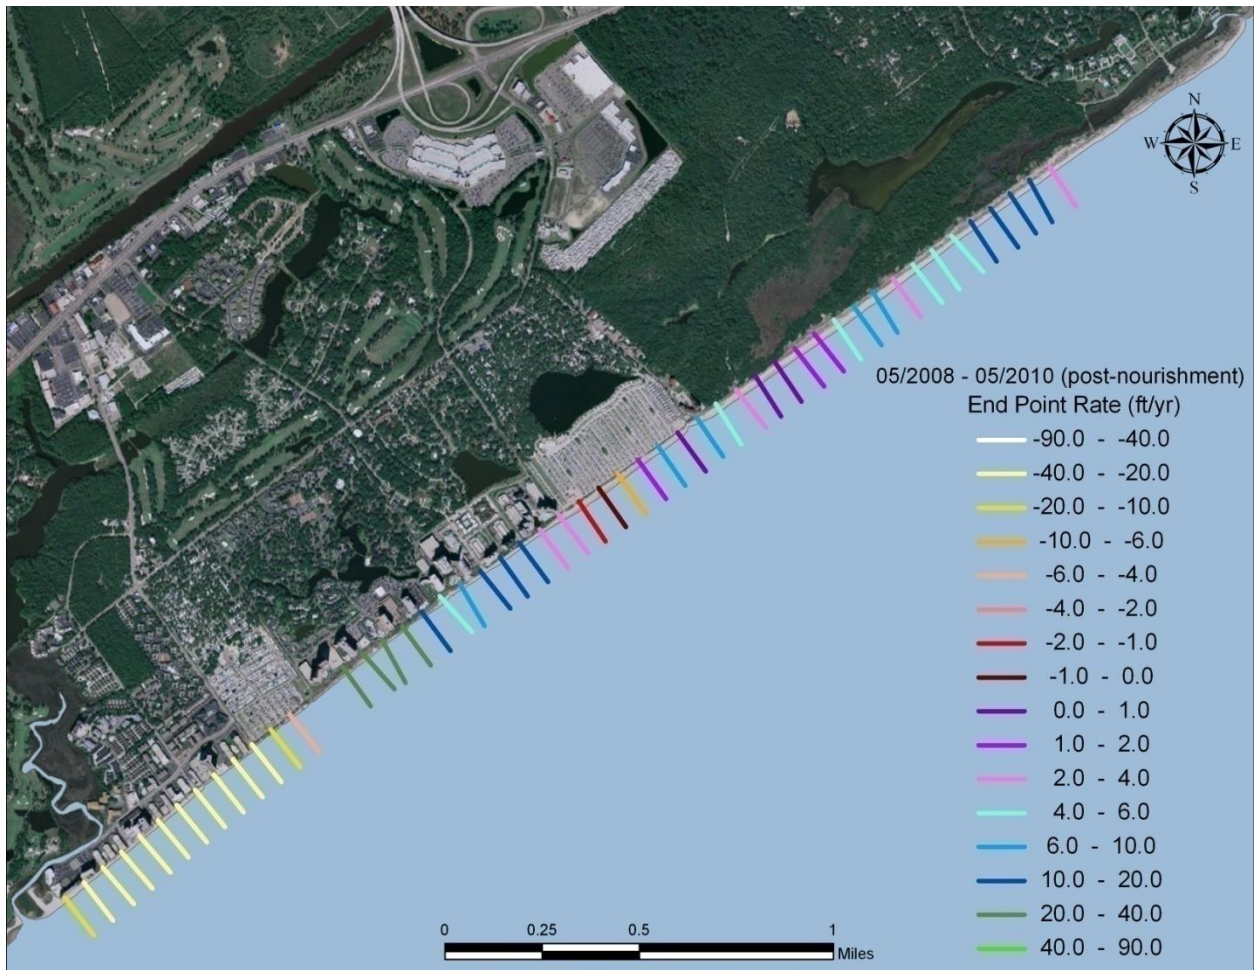 N
W E
S
05/2008 - 05/2010 (post-nourishment)
End Point Rate (ft/yr)
-90.0 - -40.0
-40.0 - -20.0
-20.0 - -10.0
-10.0 - -6.0
-6.0 - -4.0
-4.0 - -2.0
-2.0 - -1.0
-1.0 - 0.0
0.0 - 1.0
1.0 - 2.0
2.0 - 4.0
4.0 - 6.0
6.0 - 10.0
10.0 - 20.0
20.0 - 40.0
40.0 - 90.0
0 0.25 0.5 1
Miles